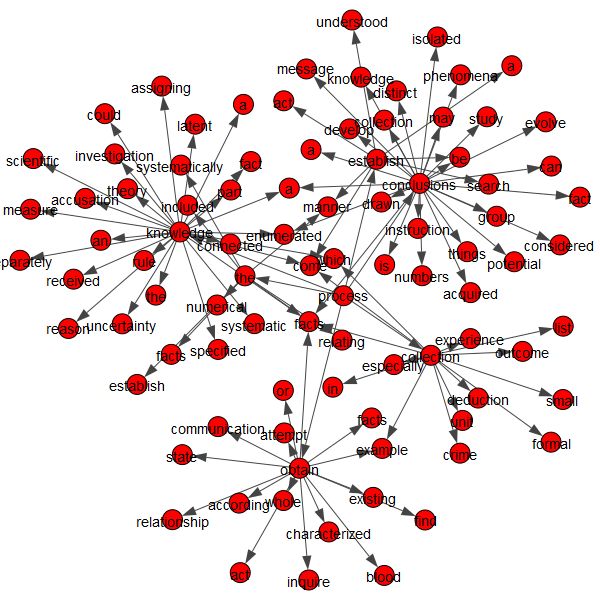 understood
isolated
message
knowledge
phenomena
a
distinct
act
a
assigning
could
collection
may
study
evolve
latent
develop
scientific
investigation
systematically
fact
a
establish
be
can
theory
part
a
conclusions
search
fact
accusation
measure
included
manner
drawn
group
knowledge
enumerated
instruction
an
connected
things
considered
eparately
rule
come
which
is
potential
received
the
numbers
the
process
acquired
numerical
reason
uncertainty
systematic
facts
relating
list
experience
facts
specified
collection
outcome
especially
establish
in
or
deduction
small
communication
attempt
facts
unit
formal
state
example
crime
obtain
according
whole
existing
relationship
find
characterized
act
inquire
blood